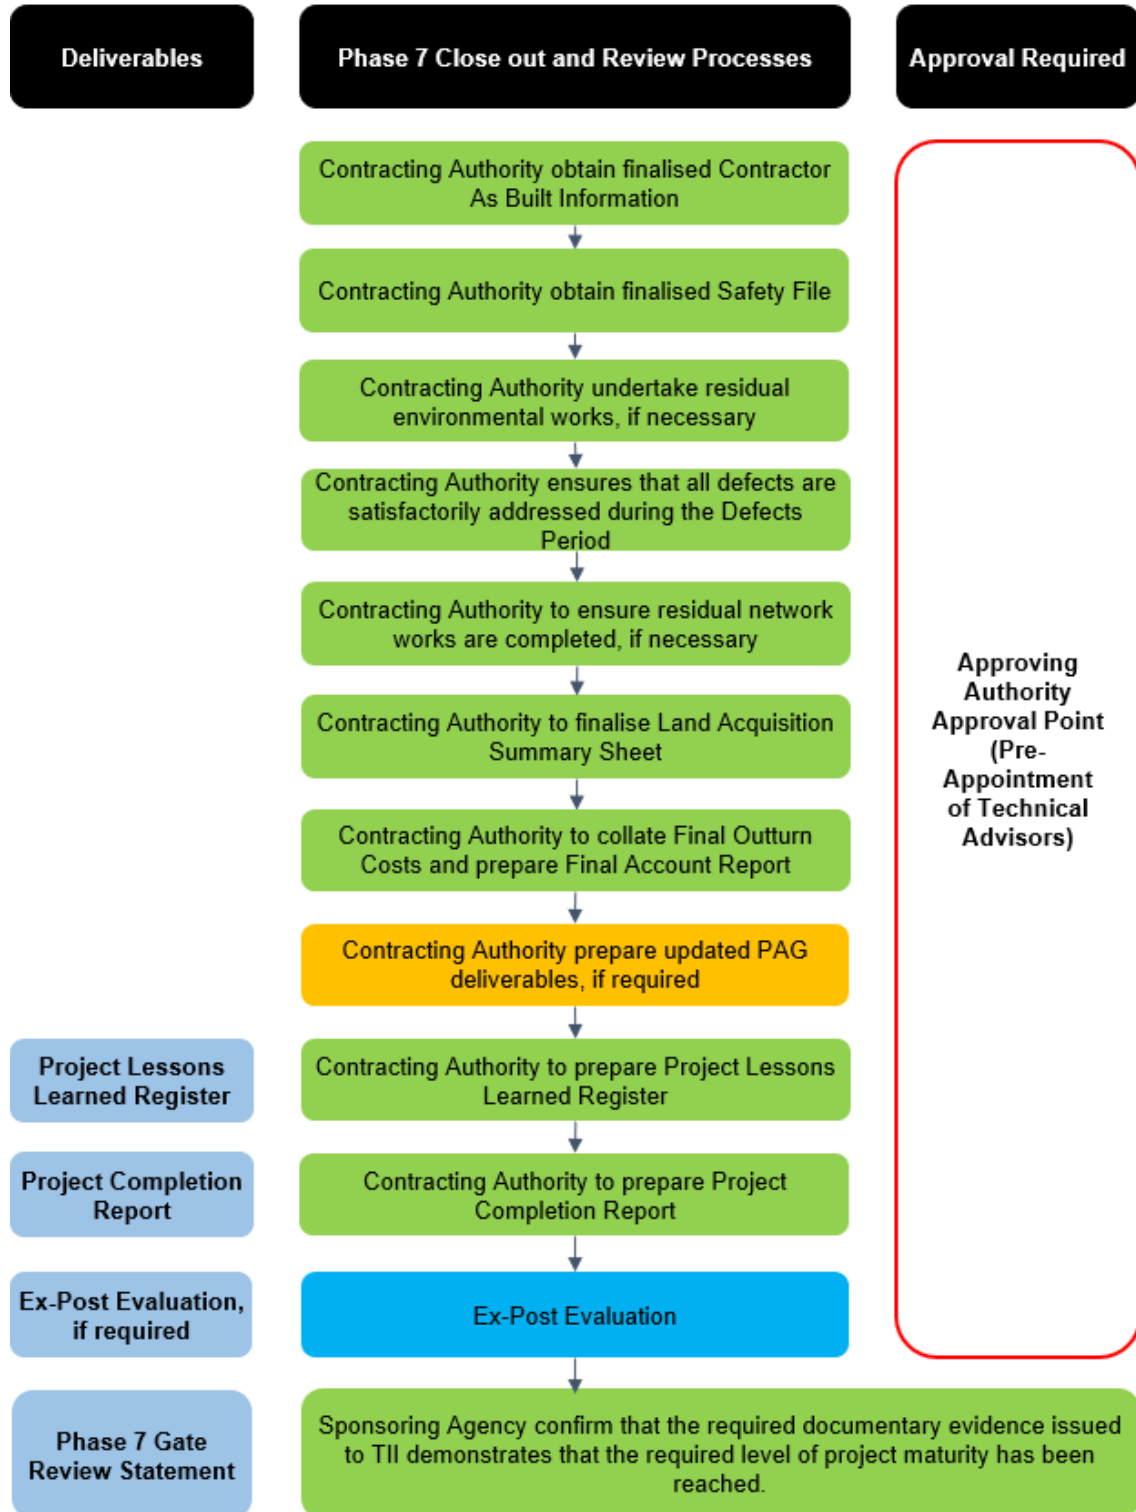 Deliverables
Phase 7 Close out and Review Processes
Approval Required
Contracting Authority obtain finalised Contractor
As Built Information
Contracting Authority obtain finalised Safety File
Contracting Authority undertake residual
environmental works, if necessary
Contracting Authority ensures that all defects are
satisfactorily addressed during the Defects
Period
Contracting Authority to ensure residual network
works are completed, if necessary
Contracting Authority to finalise Land Acquisition
Summary Sheet
Contracting Authority to collate Final Outturn
Costs and prepare Final Account Report
Contracting Authority prepare updated PAG
deliverables, if required
Approving
Authority
Approval Point
(Pre-
Appointment
of Technical
Advisors)
Project Lessons
Learned Register
Contracting Authority to prepare Project Lessons
Learned Register
Project Completion
Report
Contracting Authority to prepare Project
Completion Report
Ex-Post Evaluation,
if required
Ex-Post Evaluation
Phase 7 Gate
Review Statement
Sponsoring Agency confirm that the required documentary evidence issued
to TII demonstrates that the required level of project maturity has been
reached.